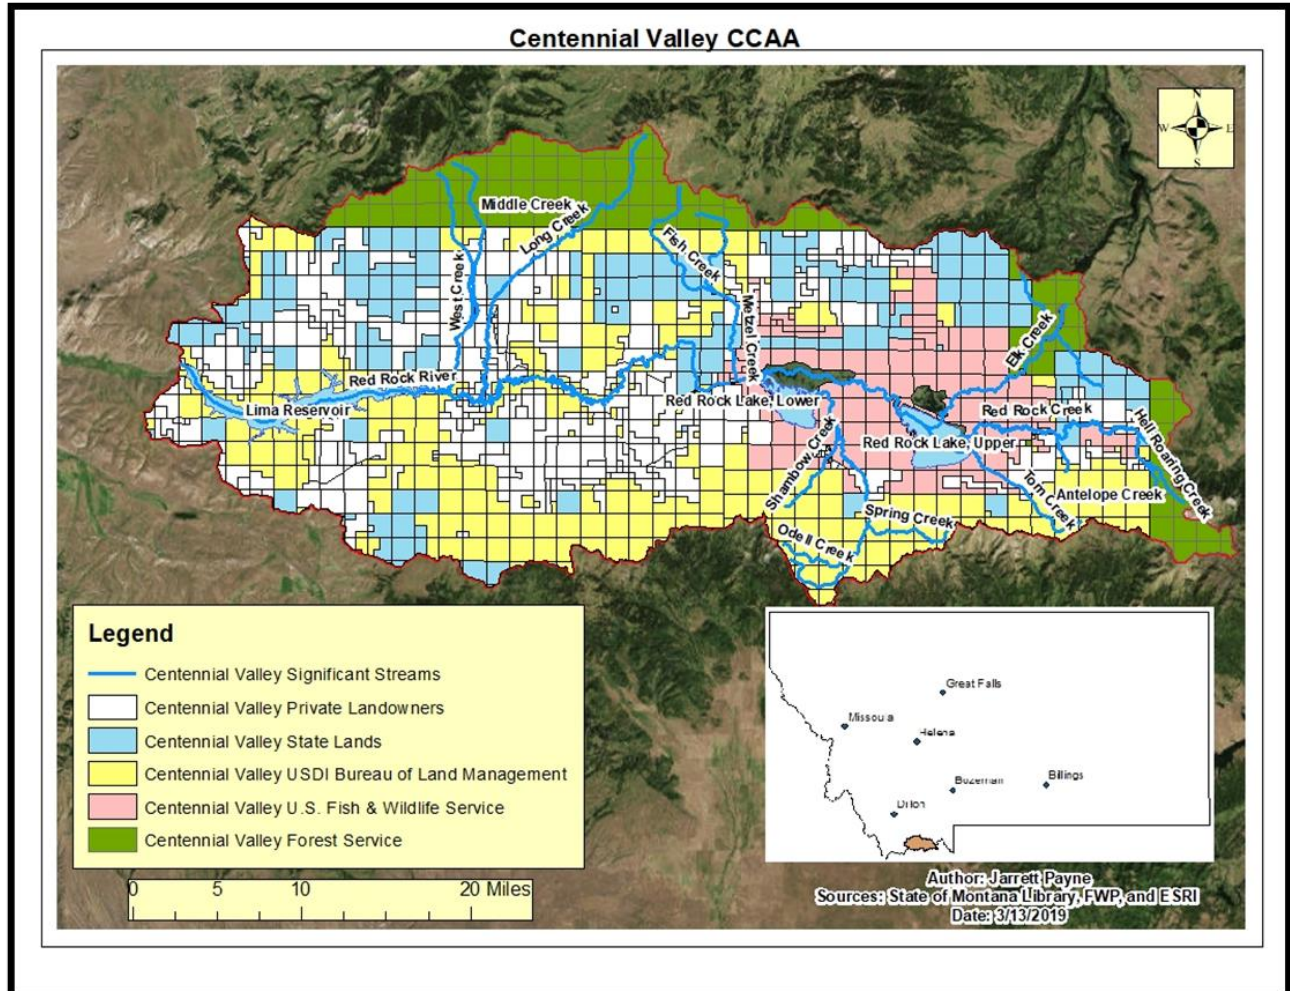 Centennial Valley CCAA
N
W E
S
Middle Creek
Long Creek
Fish Creek
West Creek
Metzel Creek
Elk Creek
Red Rock River
Lima Reservoir
Red Rock Lake, Lower
Red Rock Creek
Hell Roaring Creek
Red Rock Lake, Upper
Shambow Creek
Tom Creek
Antelope Creek
Spring Creek
Odell Creek
Legend
Centennial Valley Significant Streams
Centennial Valley Private Landowners
Centennial Valley State Lands
Centennial Valley USDI Bureau of Land Management
Centennial Valley U.S. Fish & Wildlife Service
Centennial Valley Forest Service
0 5 10 20 Miles
Great Falls
Missoula
Helena
Bozeman
Billings
Dillon
Author: Jarrett Payne
Sources: State of Montana Library, FWP, and ESRI
Date: 3/13/2019